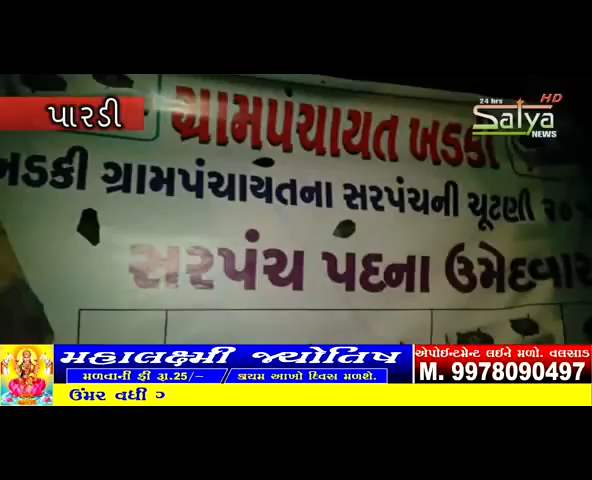 પારડી
24 hrs
HD
Satya
NEWS
ગ્રામપંચાયત ખડકી
ખડકી ગ્રામપંચાયતના સરપંચની ચૂટણી
સરપંચ પદના ઉમેદવાર
મહાલક્ષ્મી જ્યોતિષ
મળવાની ફી રૂા.25/- કાયમ આખો દિવસ મળશે.
એપોઈન્ટમેન્ટ લઈને મળો. વલસાડ
M. 9978090497
ઉંમર વધી